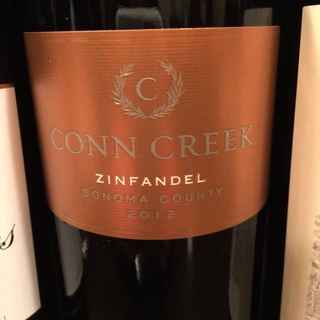 C
CONN CREEK
ZINFANDEL
SONOMA COUNTY
2012